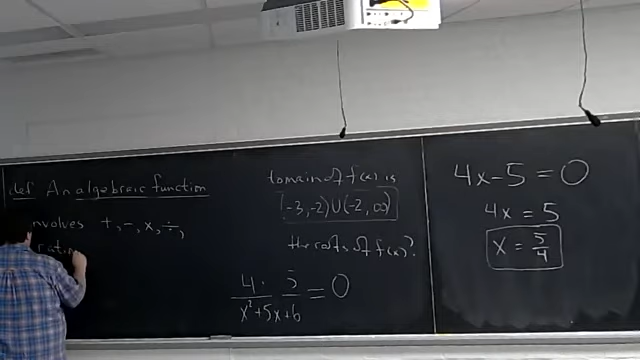 def An algebraic function
involves +, -, x, ÷,
ratio
domain of f(x) is
[-3,-2)∪(-2,∞)
the roots of f(x)?
4 · 5
x²+5x+6 = 0
4x-5=0
4x=5
x = 5/4